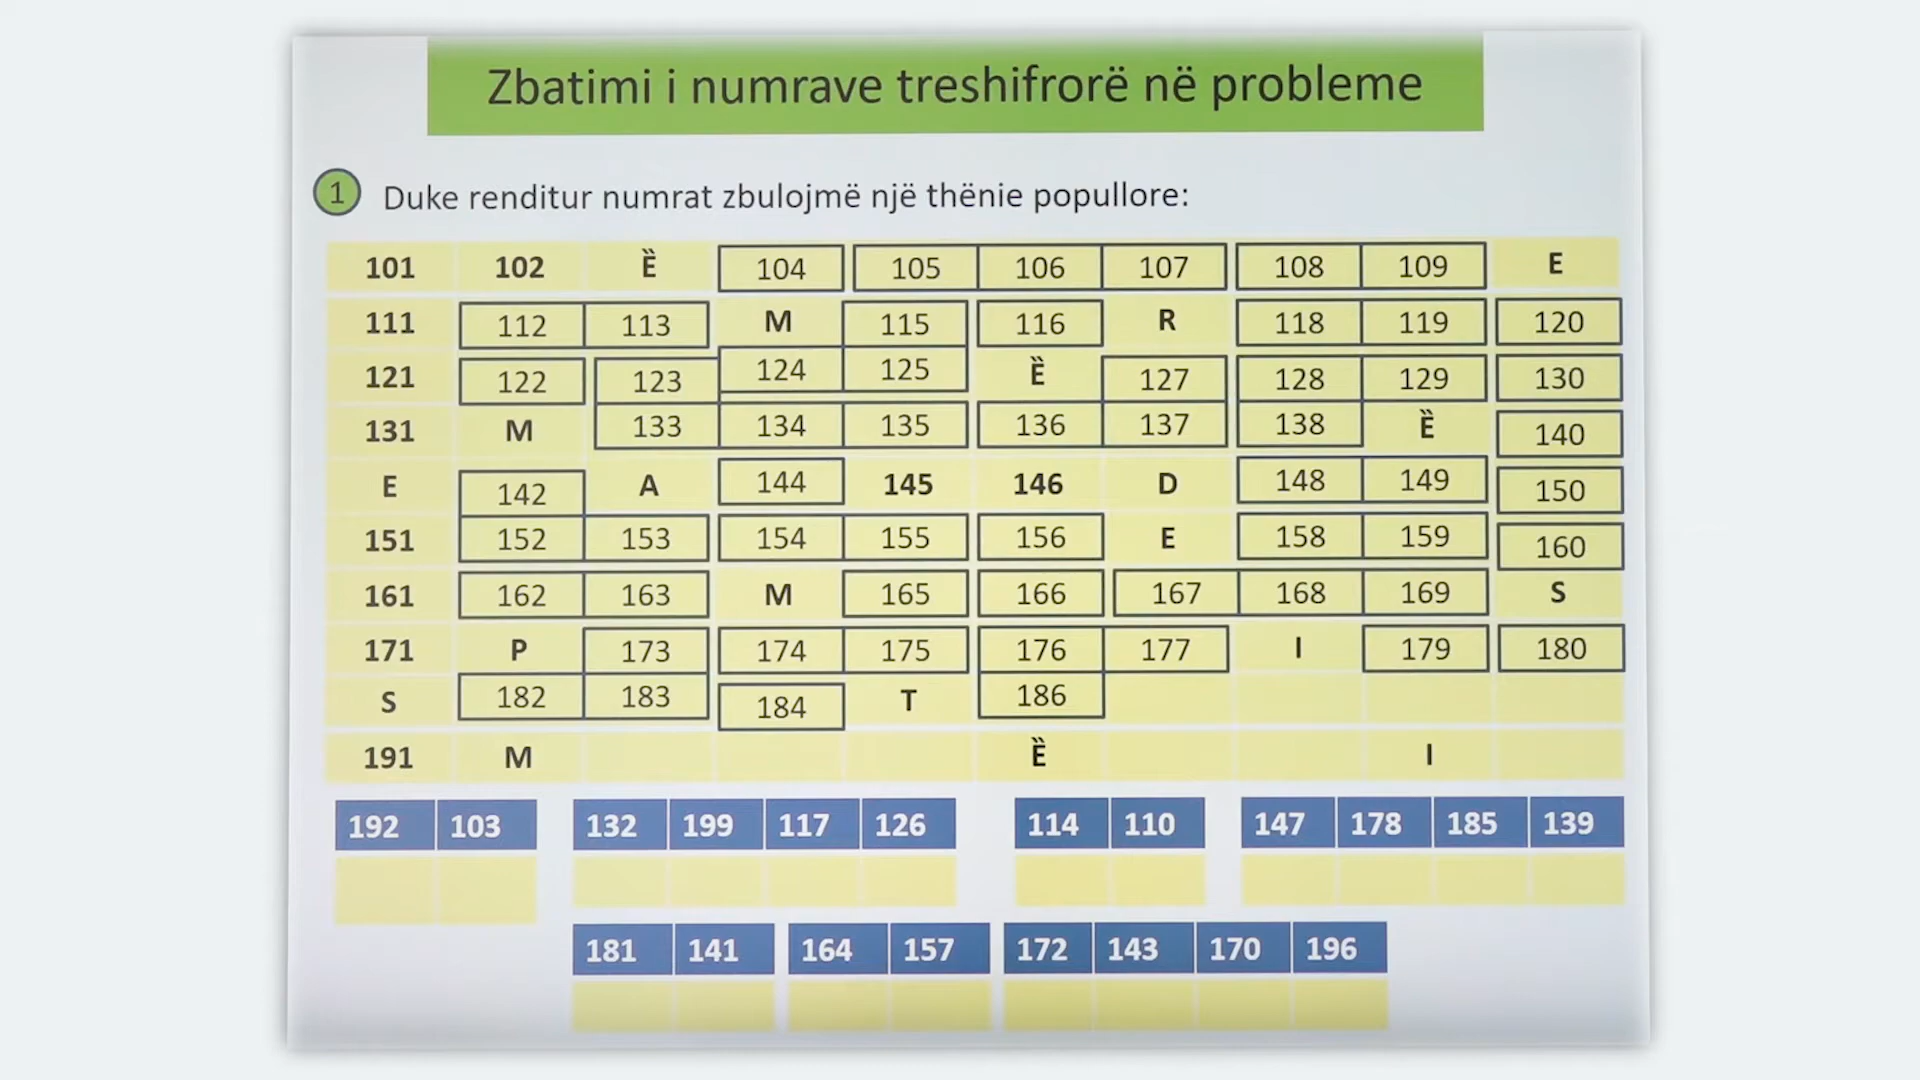 Zbatimi i numrave treshifrorë në probleme
1 Duke renditur numrat zbulojmë një thënie popullore:
101 102 Ë 104 105 106 107 108 109 E
111 112 113 M 115 116 R 118 119 120
121 122 123 124 125 Ë 127 128 129 130
131 M 133 134 135 136 137 138 Ë 140
E 142 A 144 145 146 D 148 149 150
151 152 153 154 155 156 E 158 159 160
161 162 163 M 165 166 167 168 169 S
171 P 173 174 175 176 177 I 179 180
S 182 183 184 T 186
191 M Ë I
192 103 132 199 117 126 114 110 147 178 185 139
181 141 164 157 172 143 170 196